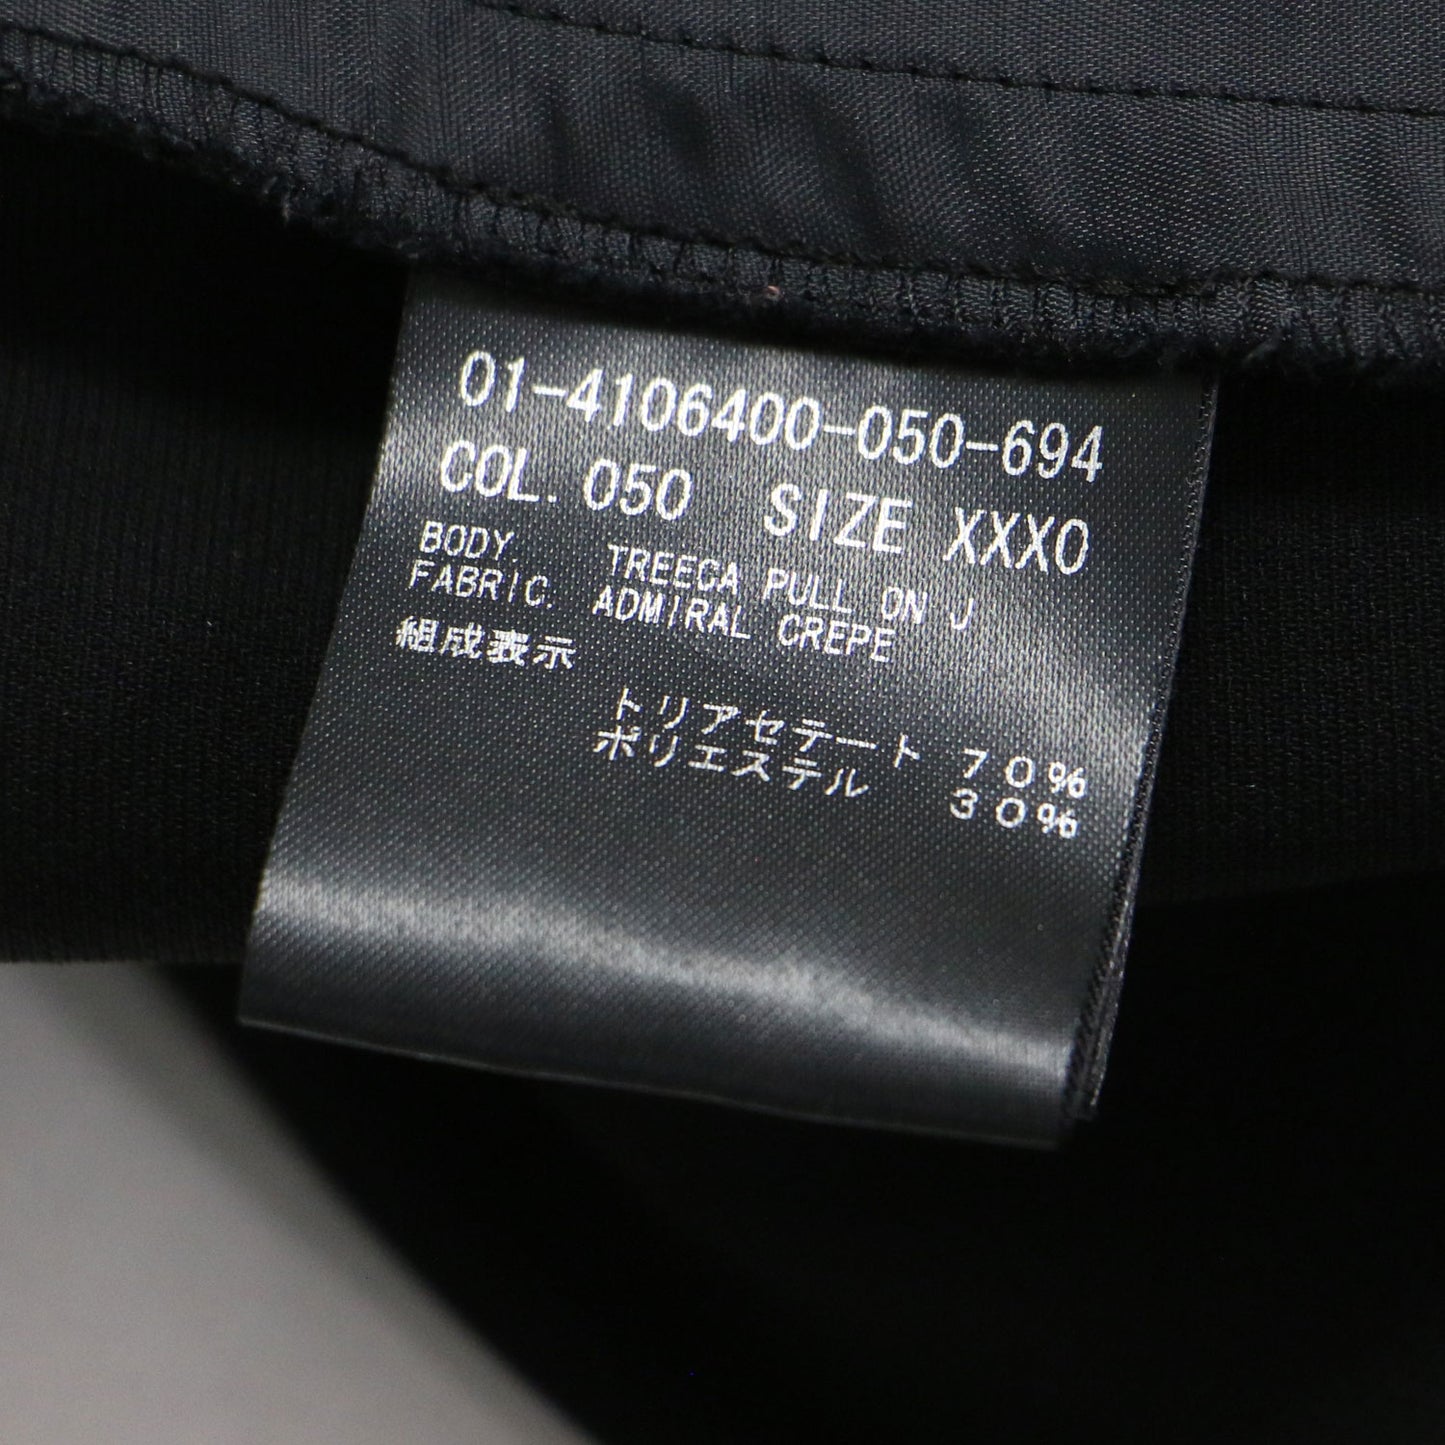 01-4106400-050-694
COL. 050 SIZE XXX0
BODY TREECA PULL ON J
FABRIC. ADMIRAL CREPE
組成表示
トリアセテート 70%
ポリエステル 30%